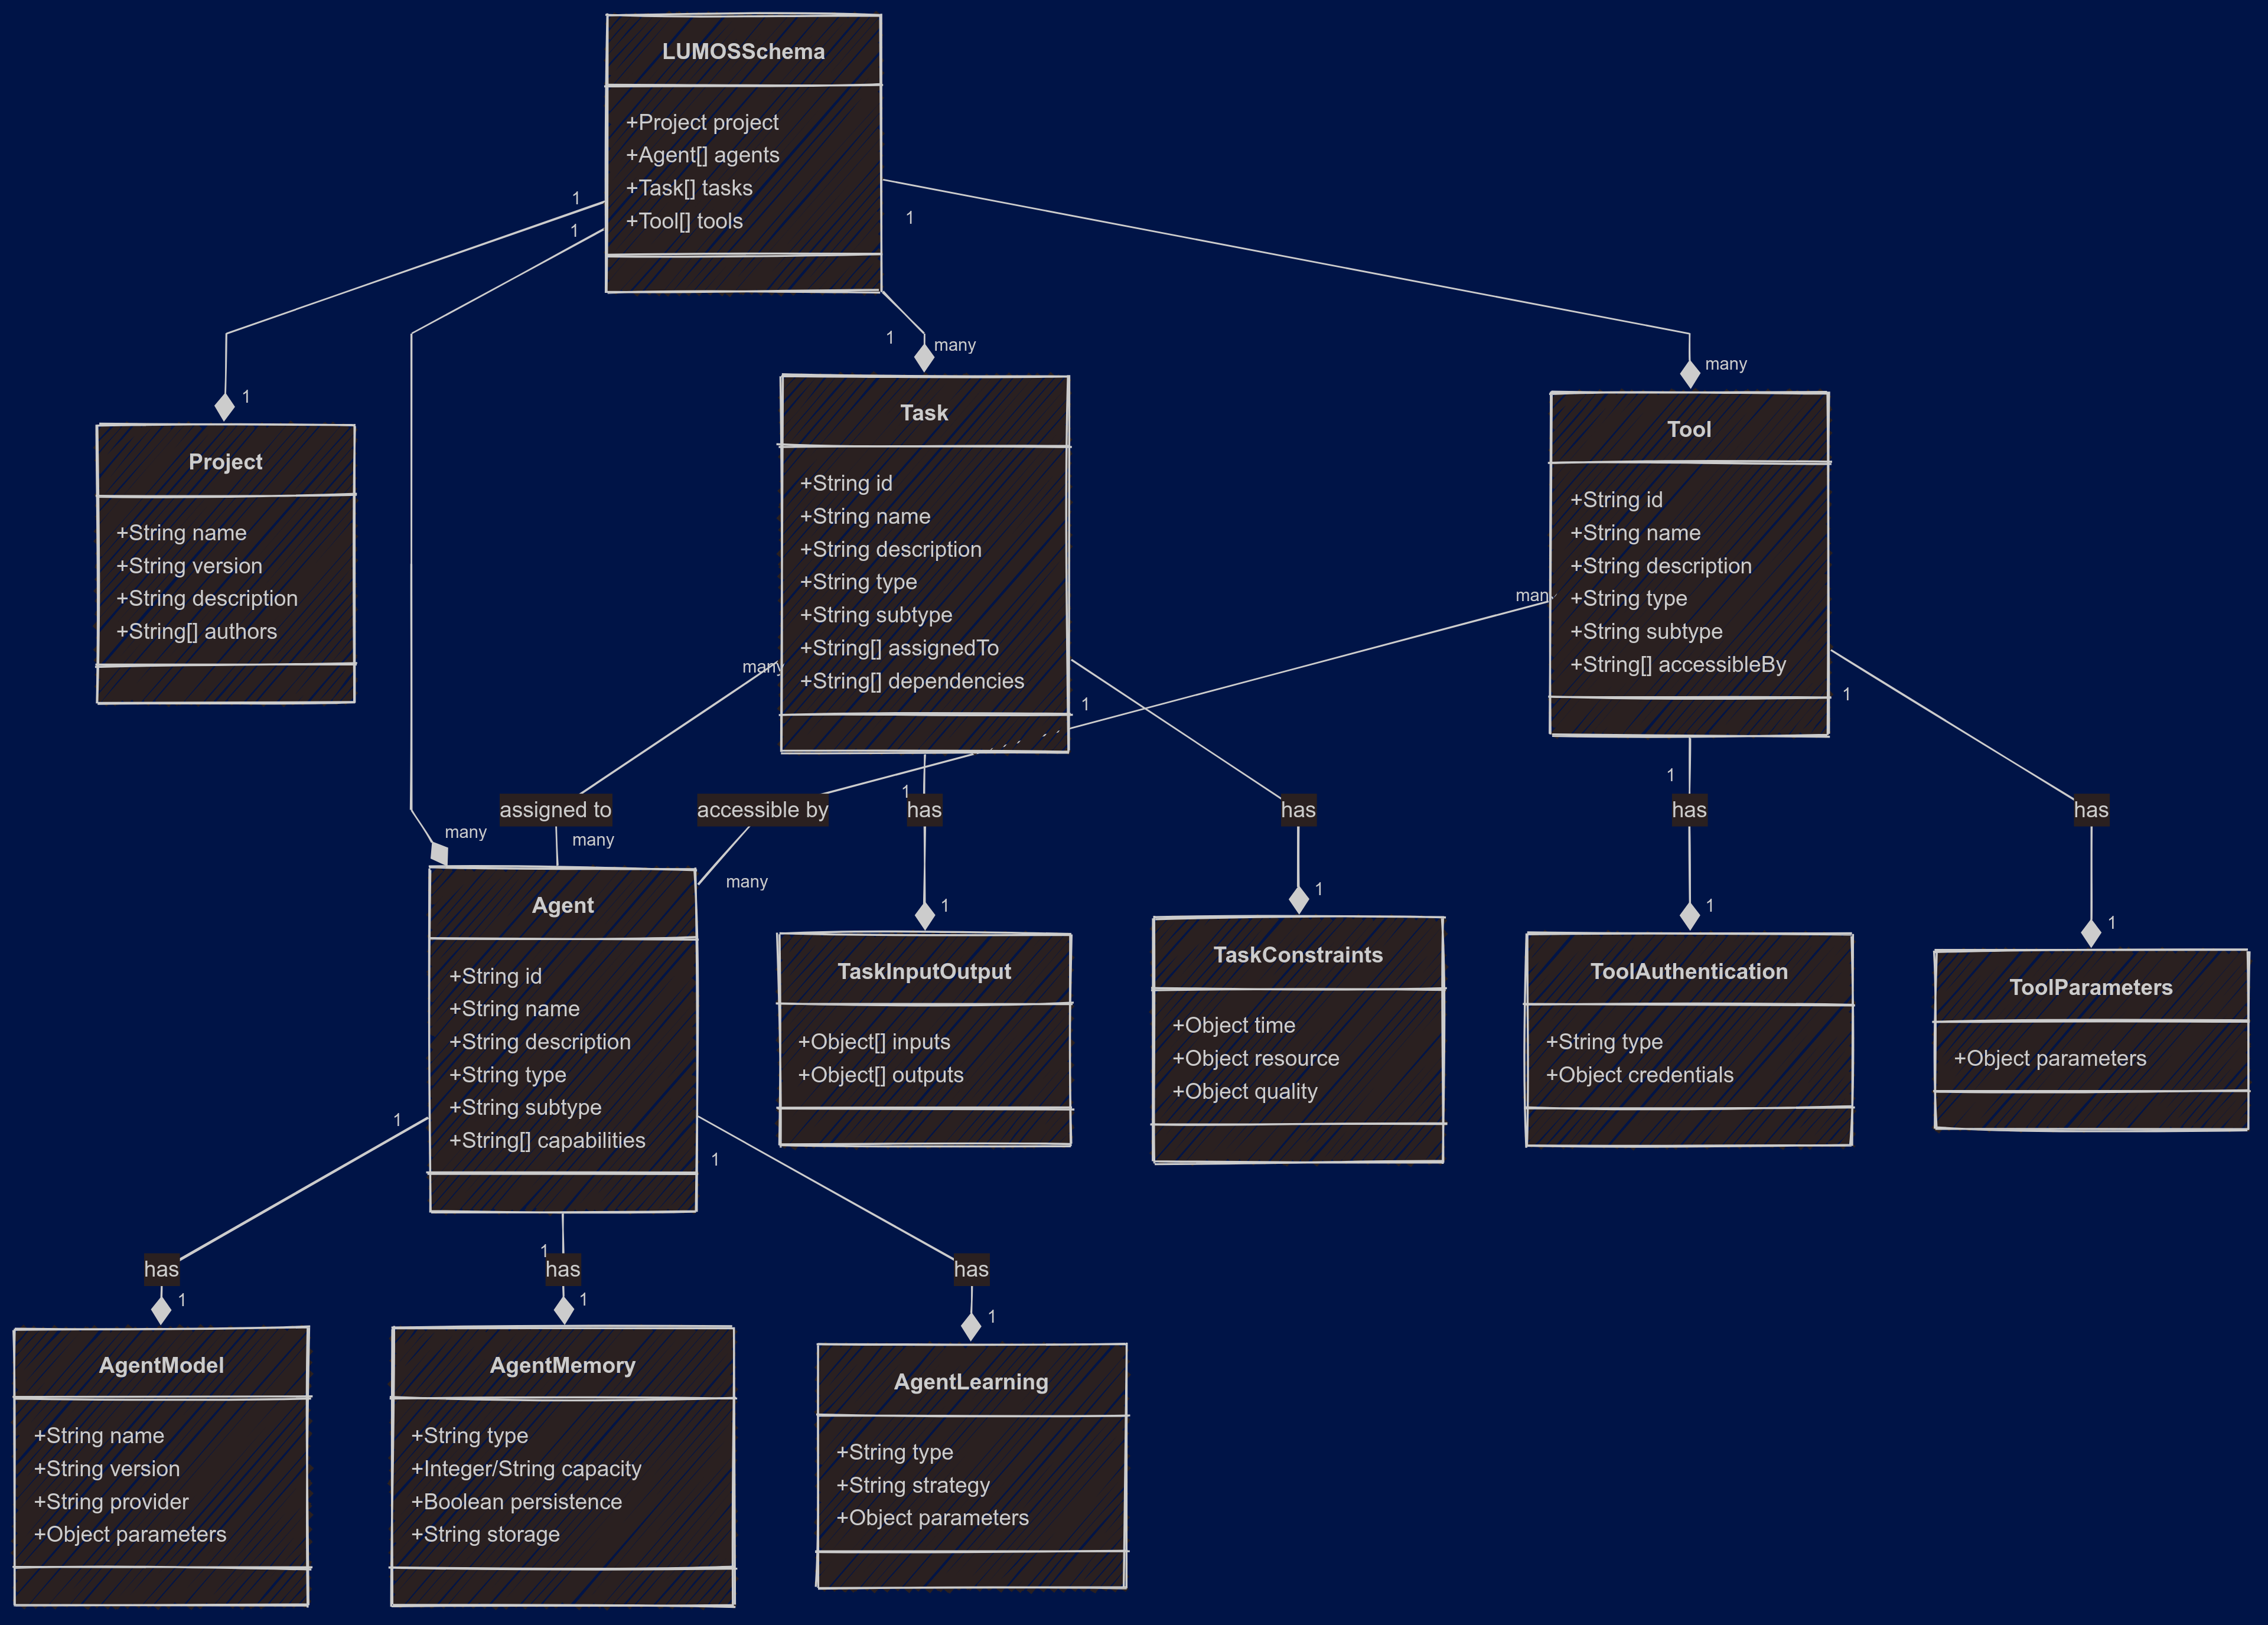 LUMOSSchema
+Project project
+Agent[] agents
+Task[] tasks
+Tool[] tools
1
1
1
1
many
many
1
Project
+String name
+String version
+String description
+String[] authors
Task
+String id
+String name
+String description
+String type
+String subtype
+String[] assignedTo
+String[] dependencies
Tool
+String id
+String name
+String description
+String type
+String subtype
+String[] accessibleBy
many
many
1
1
1
1
assigned to
accessible by
has
has
has
has
many
many
many
1
1
1
1
Agent
+String id
+String name
+String description
+String type
+String subtype
+String[] capabilities
TaskInputOutput
+Object[] inputs
+Object[] outputs
TaskConstraints
+Object time
+Object resource
+Object quality
ToolAuthentication
+String type
+Object credentials
ToolParameters
+Object parameters
1
1
1
has
has
has
1
1
1
AgentModel
+String name
+String version
+String provider
+Object parameters
AgentMemory
+String type
+Integer/String capacity
+Boolean persistence
+String storage
AgentLearning
+String type
+String strategy
+Object parameters